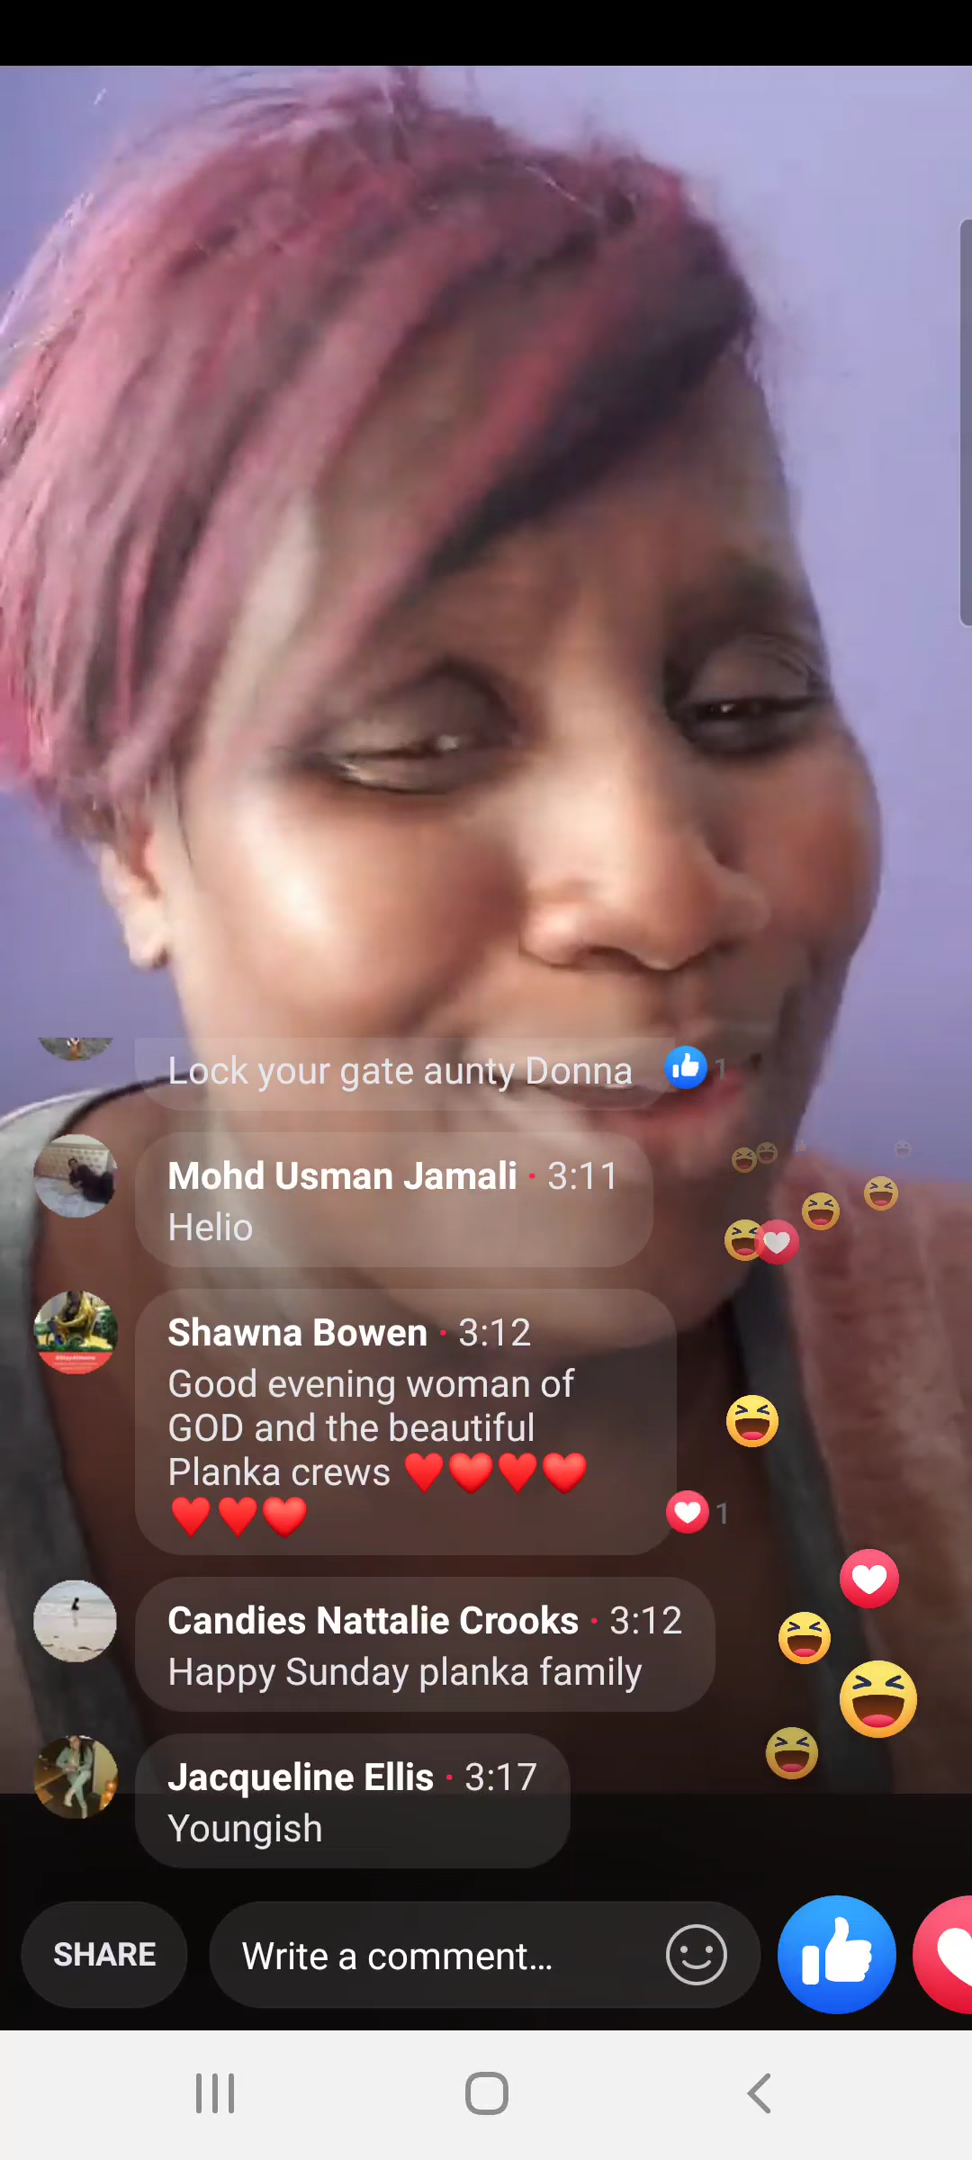 Lock your gate aunty Donna 1
Mohd Usman Jamali · 3:11
Helio
Shawna Bowen · 3:12
Good evening woman of
GOD and the beautiful
Planka crews ❤️❤️❤️❤️
❤️❤️❤️ 1
Candies Nattalie Crooks · 3:12
Happy Sunday planka family
Jacqueline Ellis · 3:17
Youngish
SHARE Write a comment...